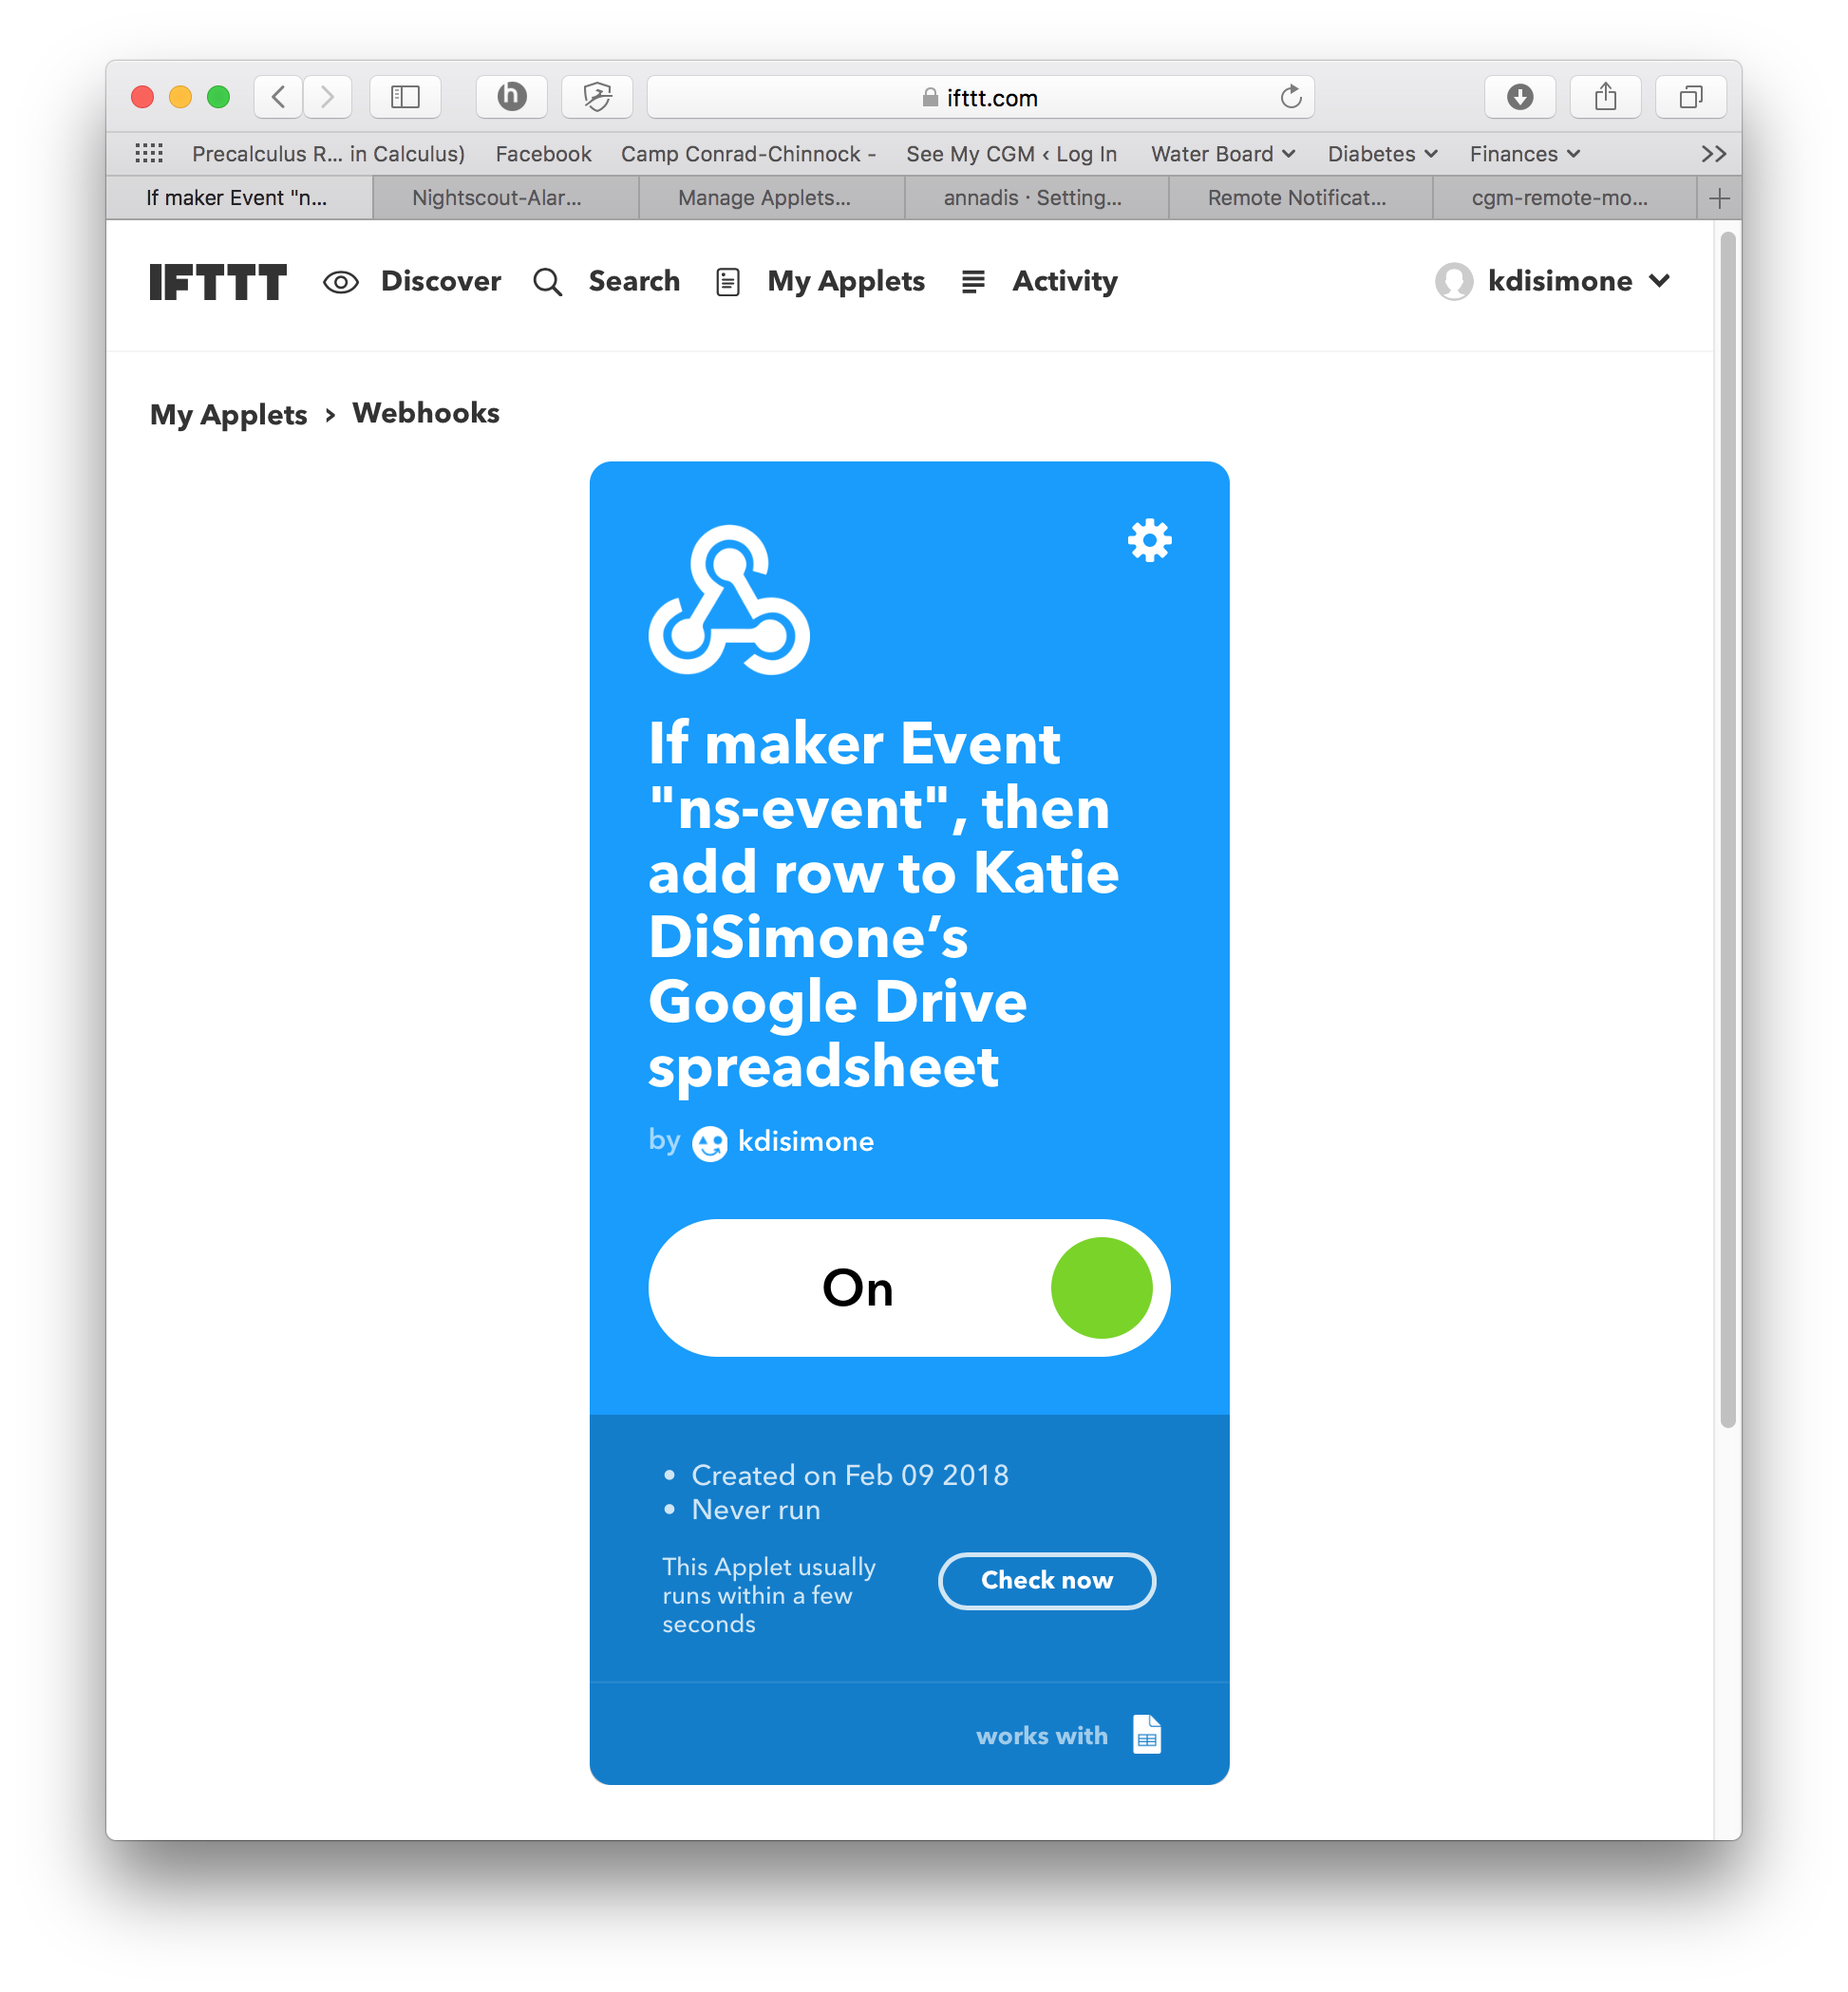 ifttt.com
Precalculus R... in Calculus) Facebook Camp Conrad-Chinnock - See My CGM ‹ Log In Water Board Diabetes Finances >>
If maker Event "n... Nightscout-Alar... Manage Applets... annadis · Setting... Remote Notificat... cgm-remote-mo... +
IFTTT Discover Search My Applets Activity kdisimone
My Applets › Webhooks
If maker Event
"ns-event", then
add row to Katie
DiSimone’s
Google Drive
spreadsheet
by kdisimone
On
• Created on Feb 09 2018
• Never run
This Applet usually
runs within a few
seconds
Check now
works with